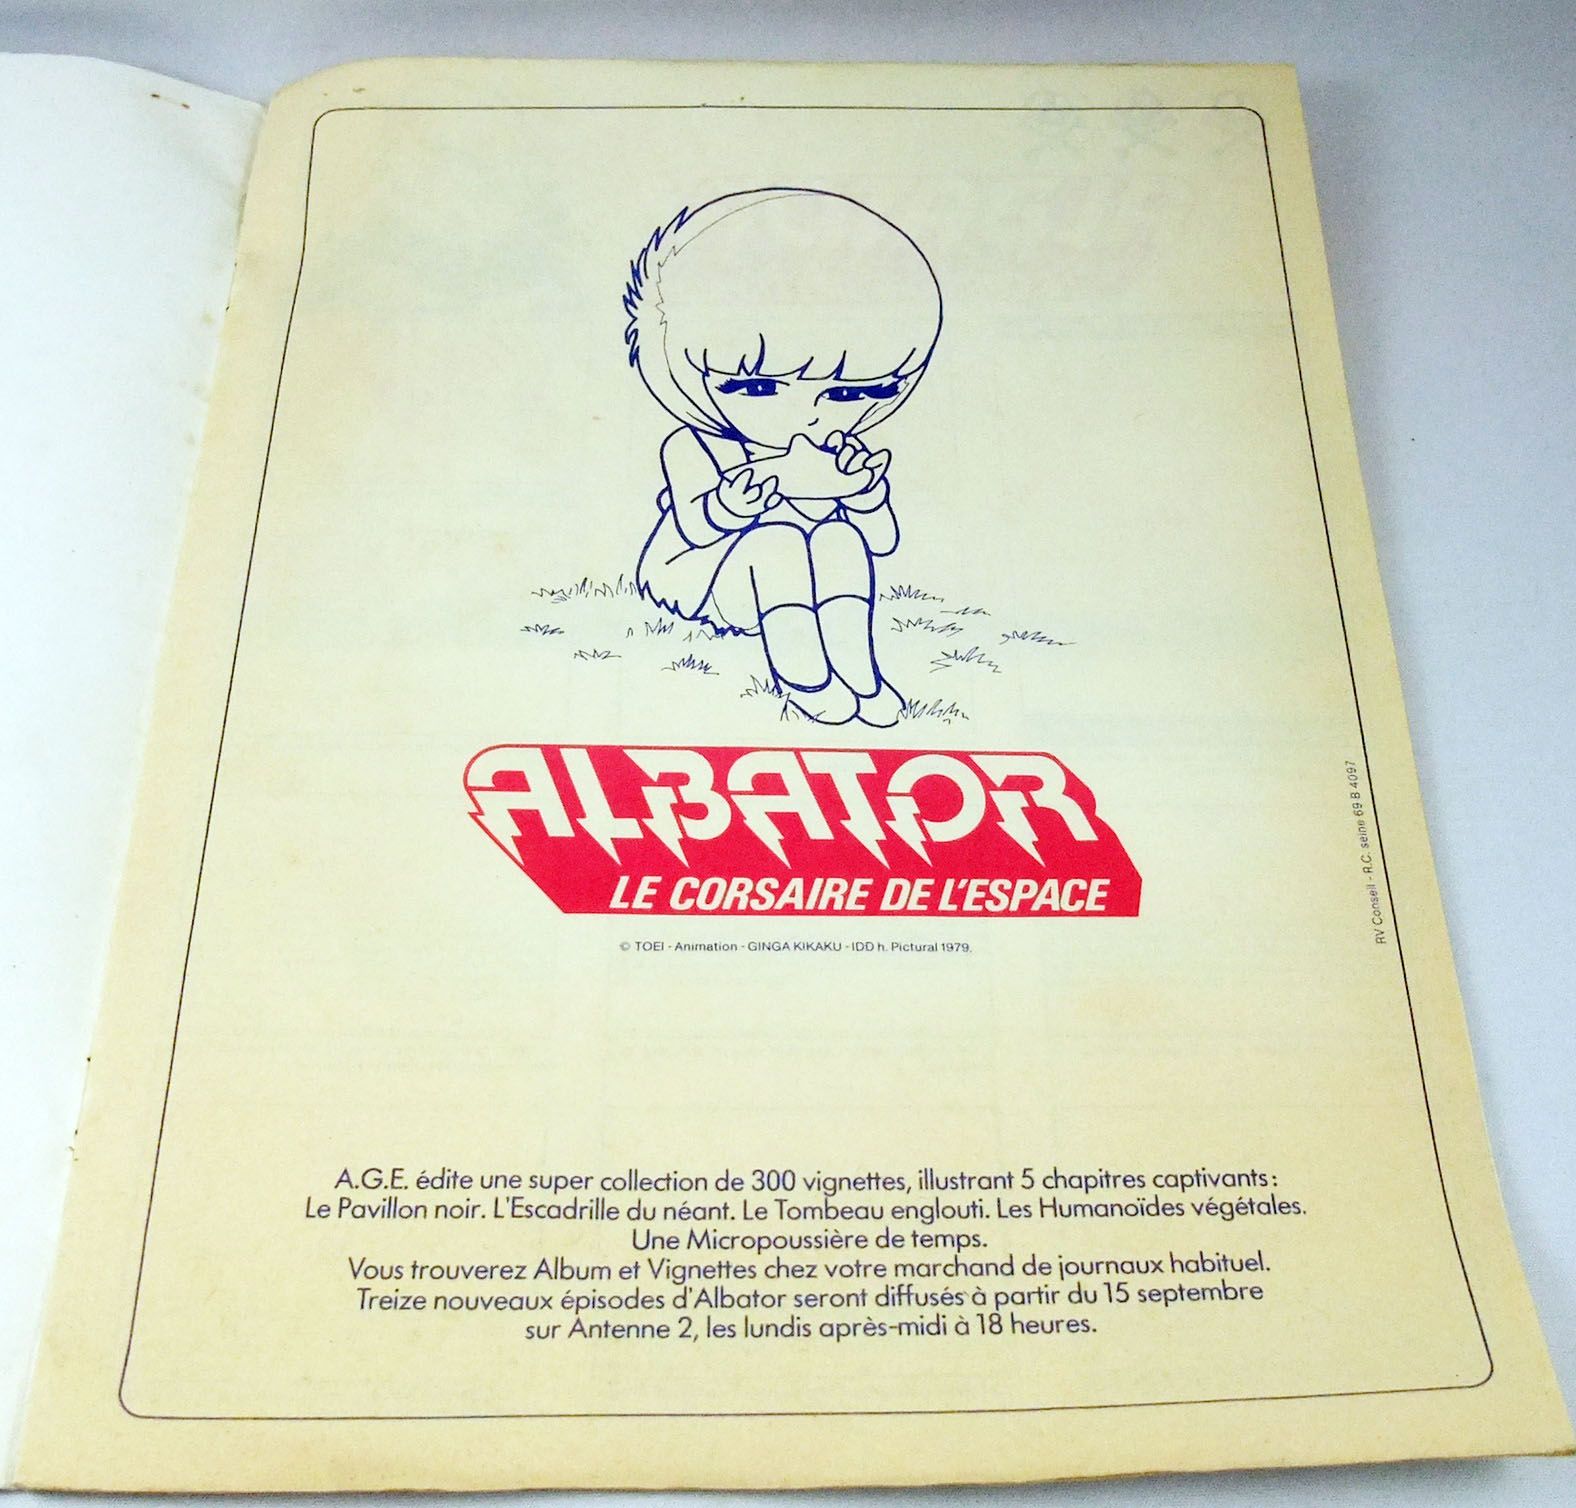 ALBATOR
LE CORSAIRE DE L'ESPACE
© TOEI - Animation - GINGA KIKAKU - IDD h. Pictural 1979.
RV Conseil - R.C. seine 69 B 4097
A.G.E. édite une super collection de 300 vignettes, illustrant 5 chapitres captivants:
Le Pavillon noir. L'Escadrille du néant. Le Tombeau englouti. Les Humanoïdes végétales.
Une Micropoussière de temps.
Vous trouverez Album et Vignettes chez votre marchand de journaux habituel.
Treize nouveaux épisodes d'Albator seront diffusés à partir du 15 septembre
sur Antenne 2, les lundis après-midi à 18 heures.